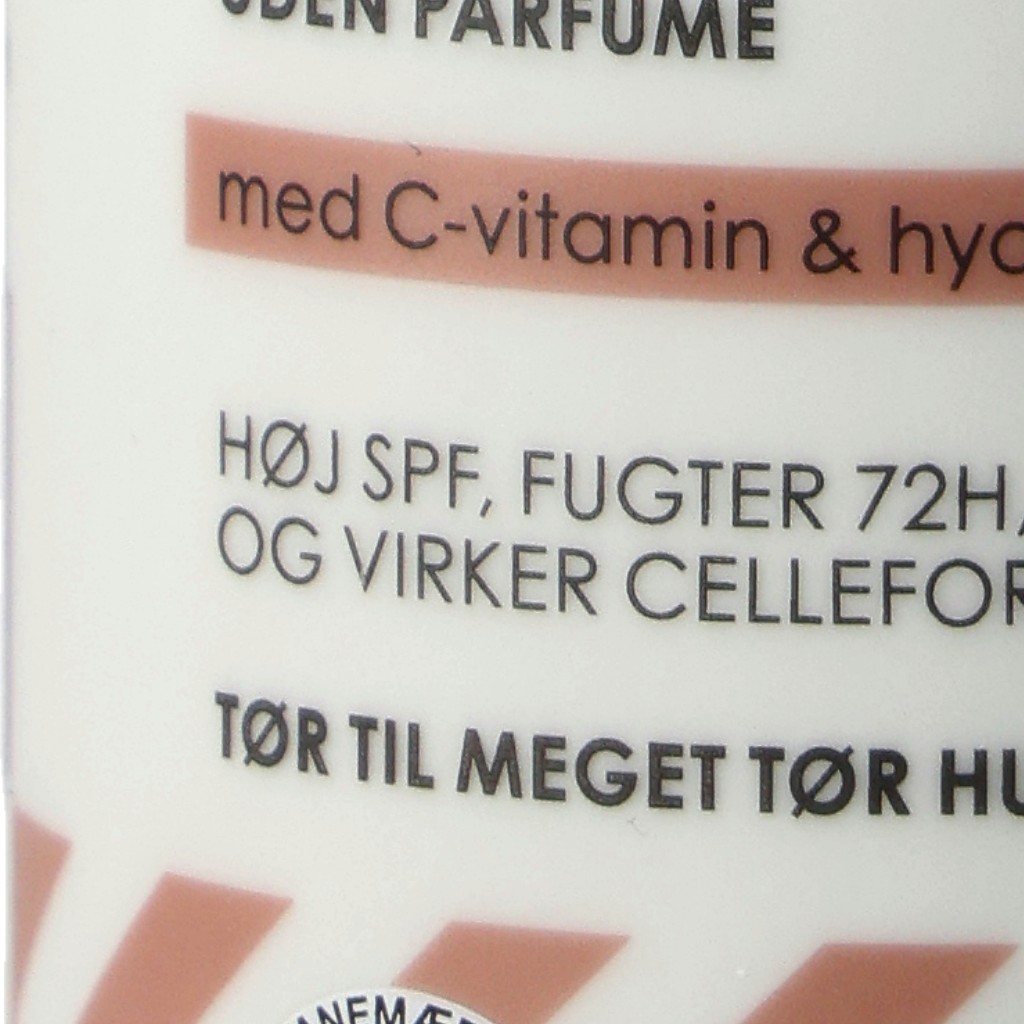 UDEN PARFUME
med C-vitamin &
HØJ SPF, FUGTER 72H,
OG VIRKER
TØR TIL MEGET TØR